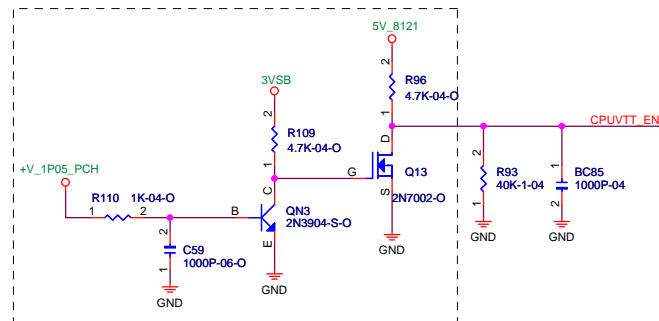 5V_8121
2
R96
4.7K-04-O
1
3VSB
2
R109
4.7K-04-O
1
D
G
Q13
S
2N7002-O
CPUVTT_EN
2
R93
40K-1-04
1
GND
2
BC85
1000P-04
1
GND
+V_1P05_PCH
R110 1K-04-O
1 2
B
C
QN3
2N3904-S-O
E
GND
GND
2
C59
1000P-06-O
1
GND